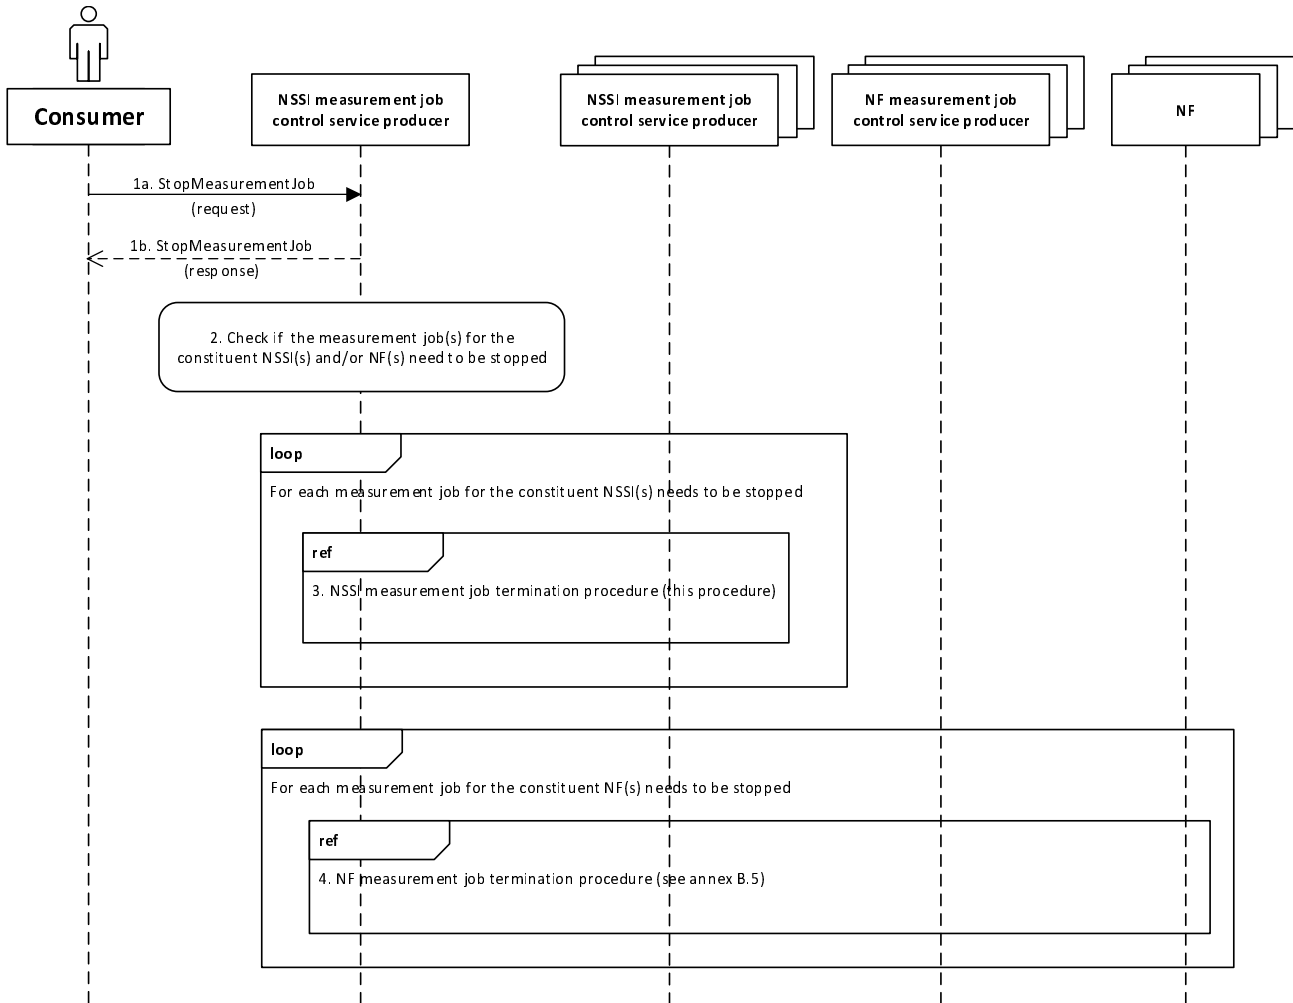 Consumer
NSSI measurement job
control service producer
NSSI measurement job
control service producer
NF measurement job
control service producer
NF
1a. StopMeasurementJob
(request)
1b. StopMeasurementJob
(response)
2. Check if the measurement job(s) for the
constituent NSSI(s) and/or NF(s) need to be stopped
loop
For each measurement job for the constituent NSSI(s) needs to be stopped
ref
3. NSSI measurement job termination procedure (this procedure)
loop
For each measurement job for the constituent NF(s) needs to be stopped
ref
4. NF measurement job termination procedure (see annex B.5)